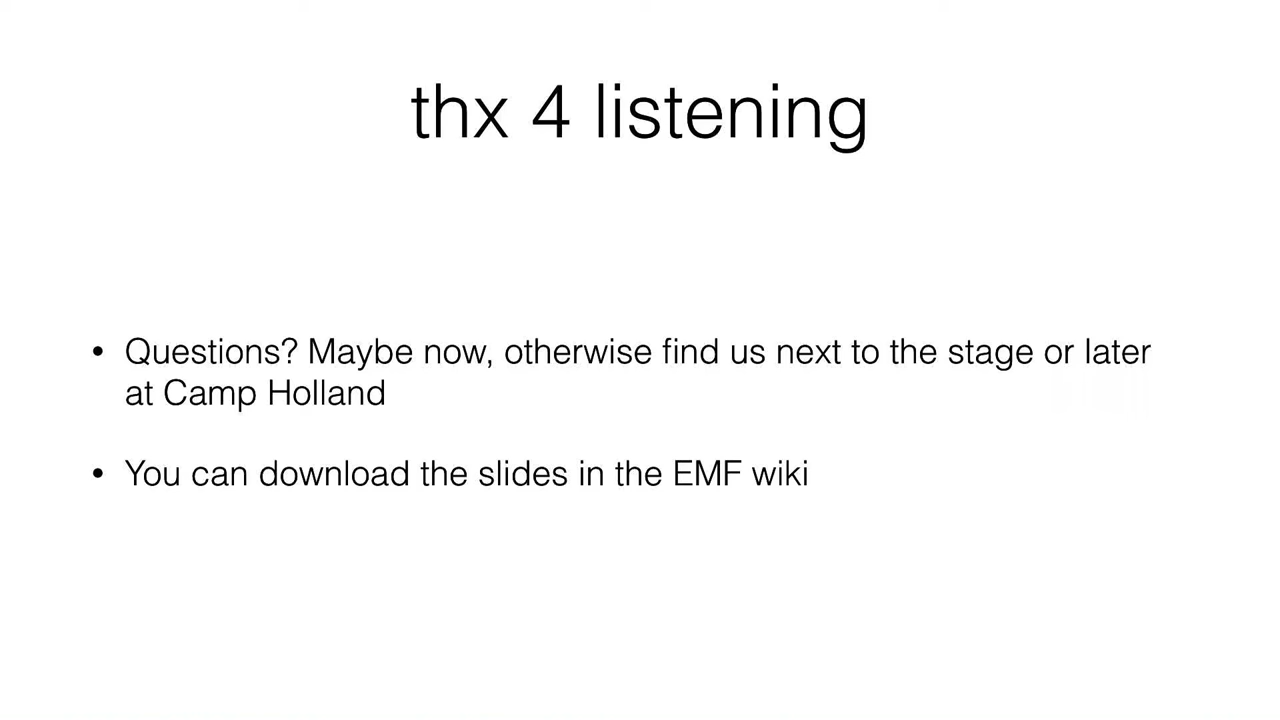 thx 4 listening
• Questions? Maybe now, otherwise find us next to the stage or later
at Camp Holland
• You can download the slides in the EMF wiki